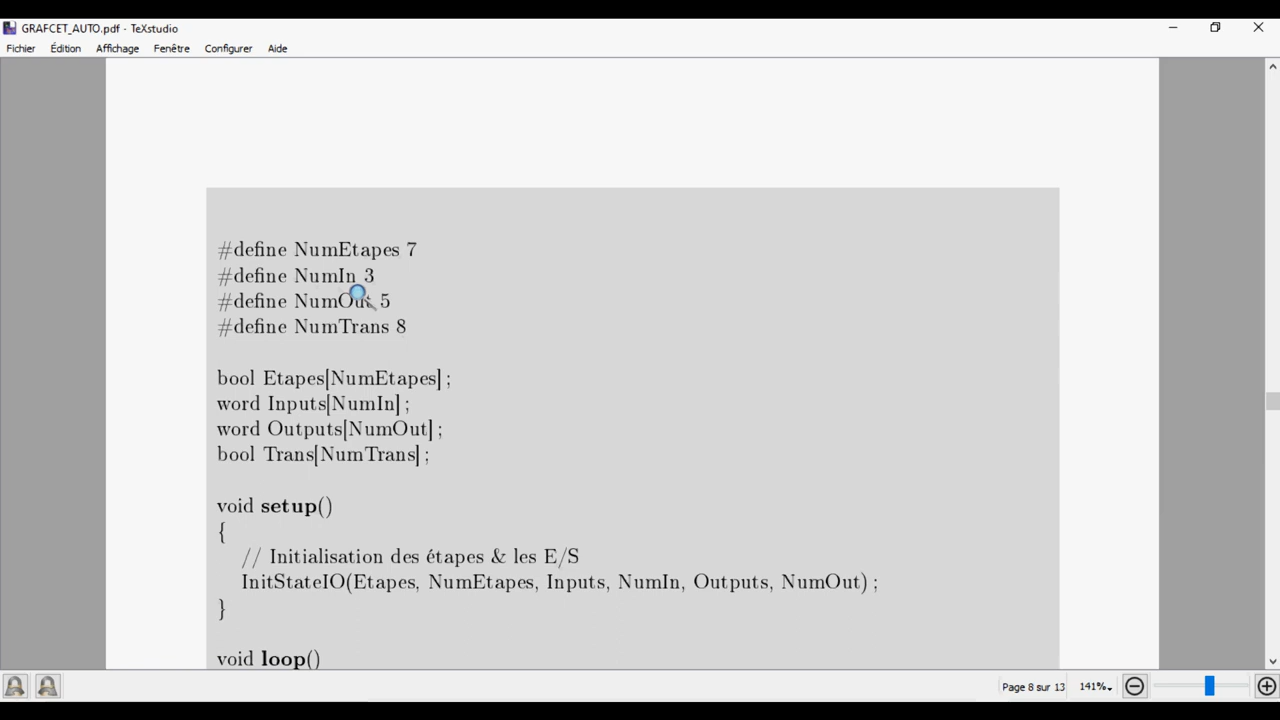 GRAFCET_AUTO.pdf - TeXstudio
Fichier Édition Affichage Fenêtre Configurer Aide
#define NumEtapes 7
#define NumIn 3
#define NumOut 5
#define NumTrans 8
bool Etapes[NumEtapes] ;
word Inputs[NumIn] ;
word Outputs[NumOut] ;
bool Trans[NumTrans] ;
void setup()
{
// Initialisation des étapes & les E/S
InitStateIO(Etapes, NumEtapes, Inputs, NumIn, Outputs, NumOut) ;
}
void loop()
Page 8 sur 13 141%